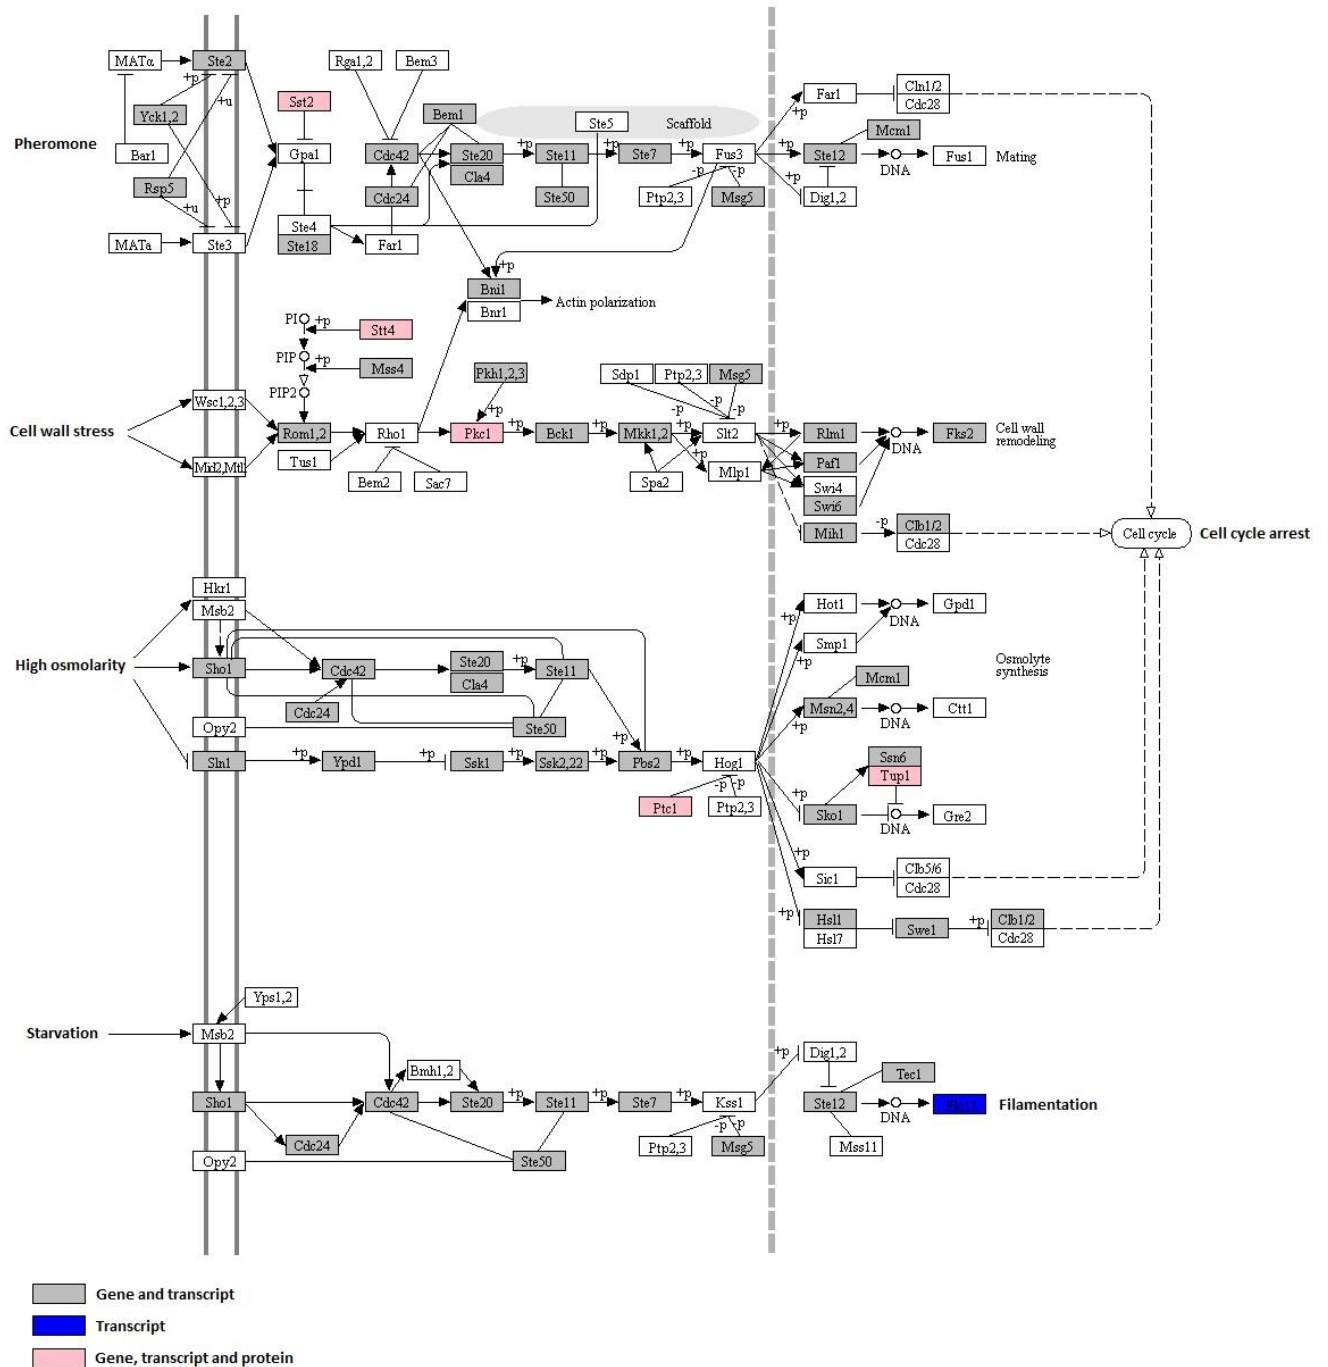 MATα
Ste2
Rga1,2
Bem3
Far1
Cln1/2
Cdc28
+p
+u
Yck1,2
Sst2
Bem1
Ste5
Scaffold
+p
Mcm1
Pheromone
Bar1
Gpa1
Cdc42
Ste20
+p
Ste11
+p
Ste7
+p
Fus3
+p
Ste12
DNA
Fus1
Mating
Cla4
-p
-p
+p
Rsp5
Cdc24
Ste50
Ptp2,3
Msg5
Dig1,2
+u
+p
Ste4
MATa
Ste3
Ste18
Far1
+p
Bni1
Bnr1
Actin polarization
PI
+p
Stt4
PIP
+p
Mss4
Pkh1,2,3
Sdp1
Ptp2,3
Msg5
PIP2
Wsc1,2,3
+p
-p
-p
-p
Cell wall stress
Rom1,2
Rho1
Pkc1
+p
Bck1
+p
Mkk1,2
+p
Slt2
+p
Rlm1
DNA
Fks2
Cell wall
remodeling
+p
Mid2,Mtl
Tus1
Mlp1
Paf1
Bem2
Sac7
Spa2
Swi4
Swi6
Mih1
-p
Clb1/2
Cdc28
Cell cycle
Cell cycle arrest
Hkr1
Msb2
Hot1
DNA
Gpd1
+p
Smp1
+p
High osmolarity
Sho1
Cdc42
Ste20
+p
Ste11
Cla4
Mcm1
Osmolyte
synthesis
Cdc24
Msn2,4
DNA
Ctt1
+p
Opy2
Ste50
+p
Sln1
+p
Ypd1
+p
Ssk1
+p
Ssk2,22
+p
Pbs2
+p
Hog1
Ssn6
Tup1
-p
-p
+p
Ptc1
Ptp2,3
Sko1
DNA
Gre2
+p
Sic1
Clb5/6
Cdc28
+p
Hsl1
Hsl7
Swe1
+p
Clb1/2
Cdc28
Yps1,2
Starvation
Msb2
+p
Dig1,2
Bmh1,2
Tec1
Sho1
Cdc42
Ste20
+p
Ste11
+p
Ste7
+p
Kss1
Ste12
DNA
Filamentation
-p
-p
Cdc24
Ptp2,3
Msg5
Mss11
Opy2
Ste50
Gene and transcript
Transcript
Gene, transcript and protein